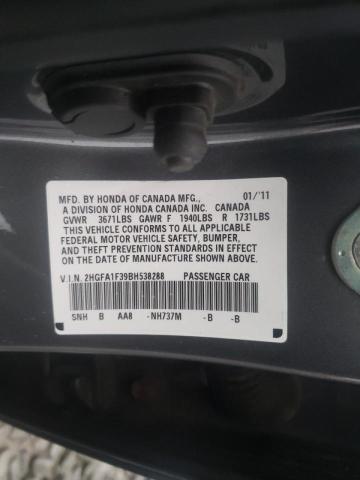 MFD. BY HONDA OF CANADA MFG., 01/'11
A DIVISION OF HONDA CANADA INC. CANADA
GVWR 3671LBS GAWR F 1940LBS R 1731LBS
THIS VEHICLE CONFORMS TO ALL APPLICABLE
FEDERAL MOTOR VEHICLE SAFETY, BUMPER,
AND THEFT PREVENTION STANDARDS IN EFFECT
ON THE DATE OF MANUFACTURE SHOWN ABOVE.
V.I.N. 2HGFA1F39BH538288 PASSENGER CAR
SNH B AA8 -NH737M -B -B